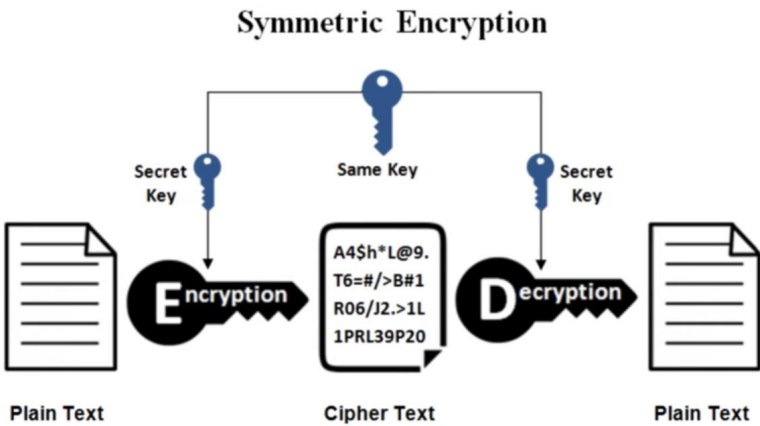 Symmetric Encryption
Secret
Key
Same Key
Secret
Key
Encryption
A4$h*L@9.
T6=#/>B#1
R06/J2.>1L
1PRL39P20
Decryption
Plain Text
Cipher Text
Plain Text